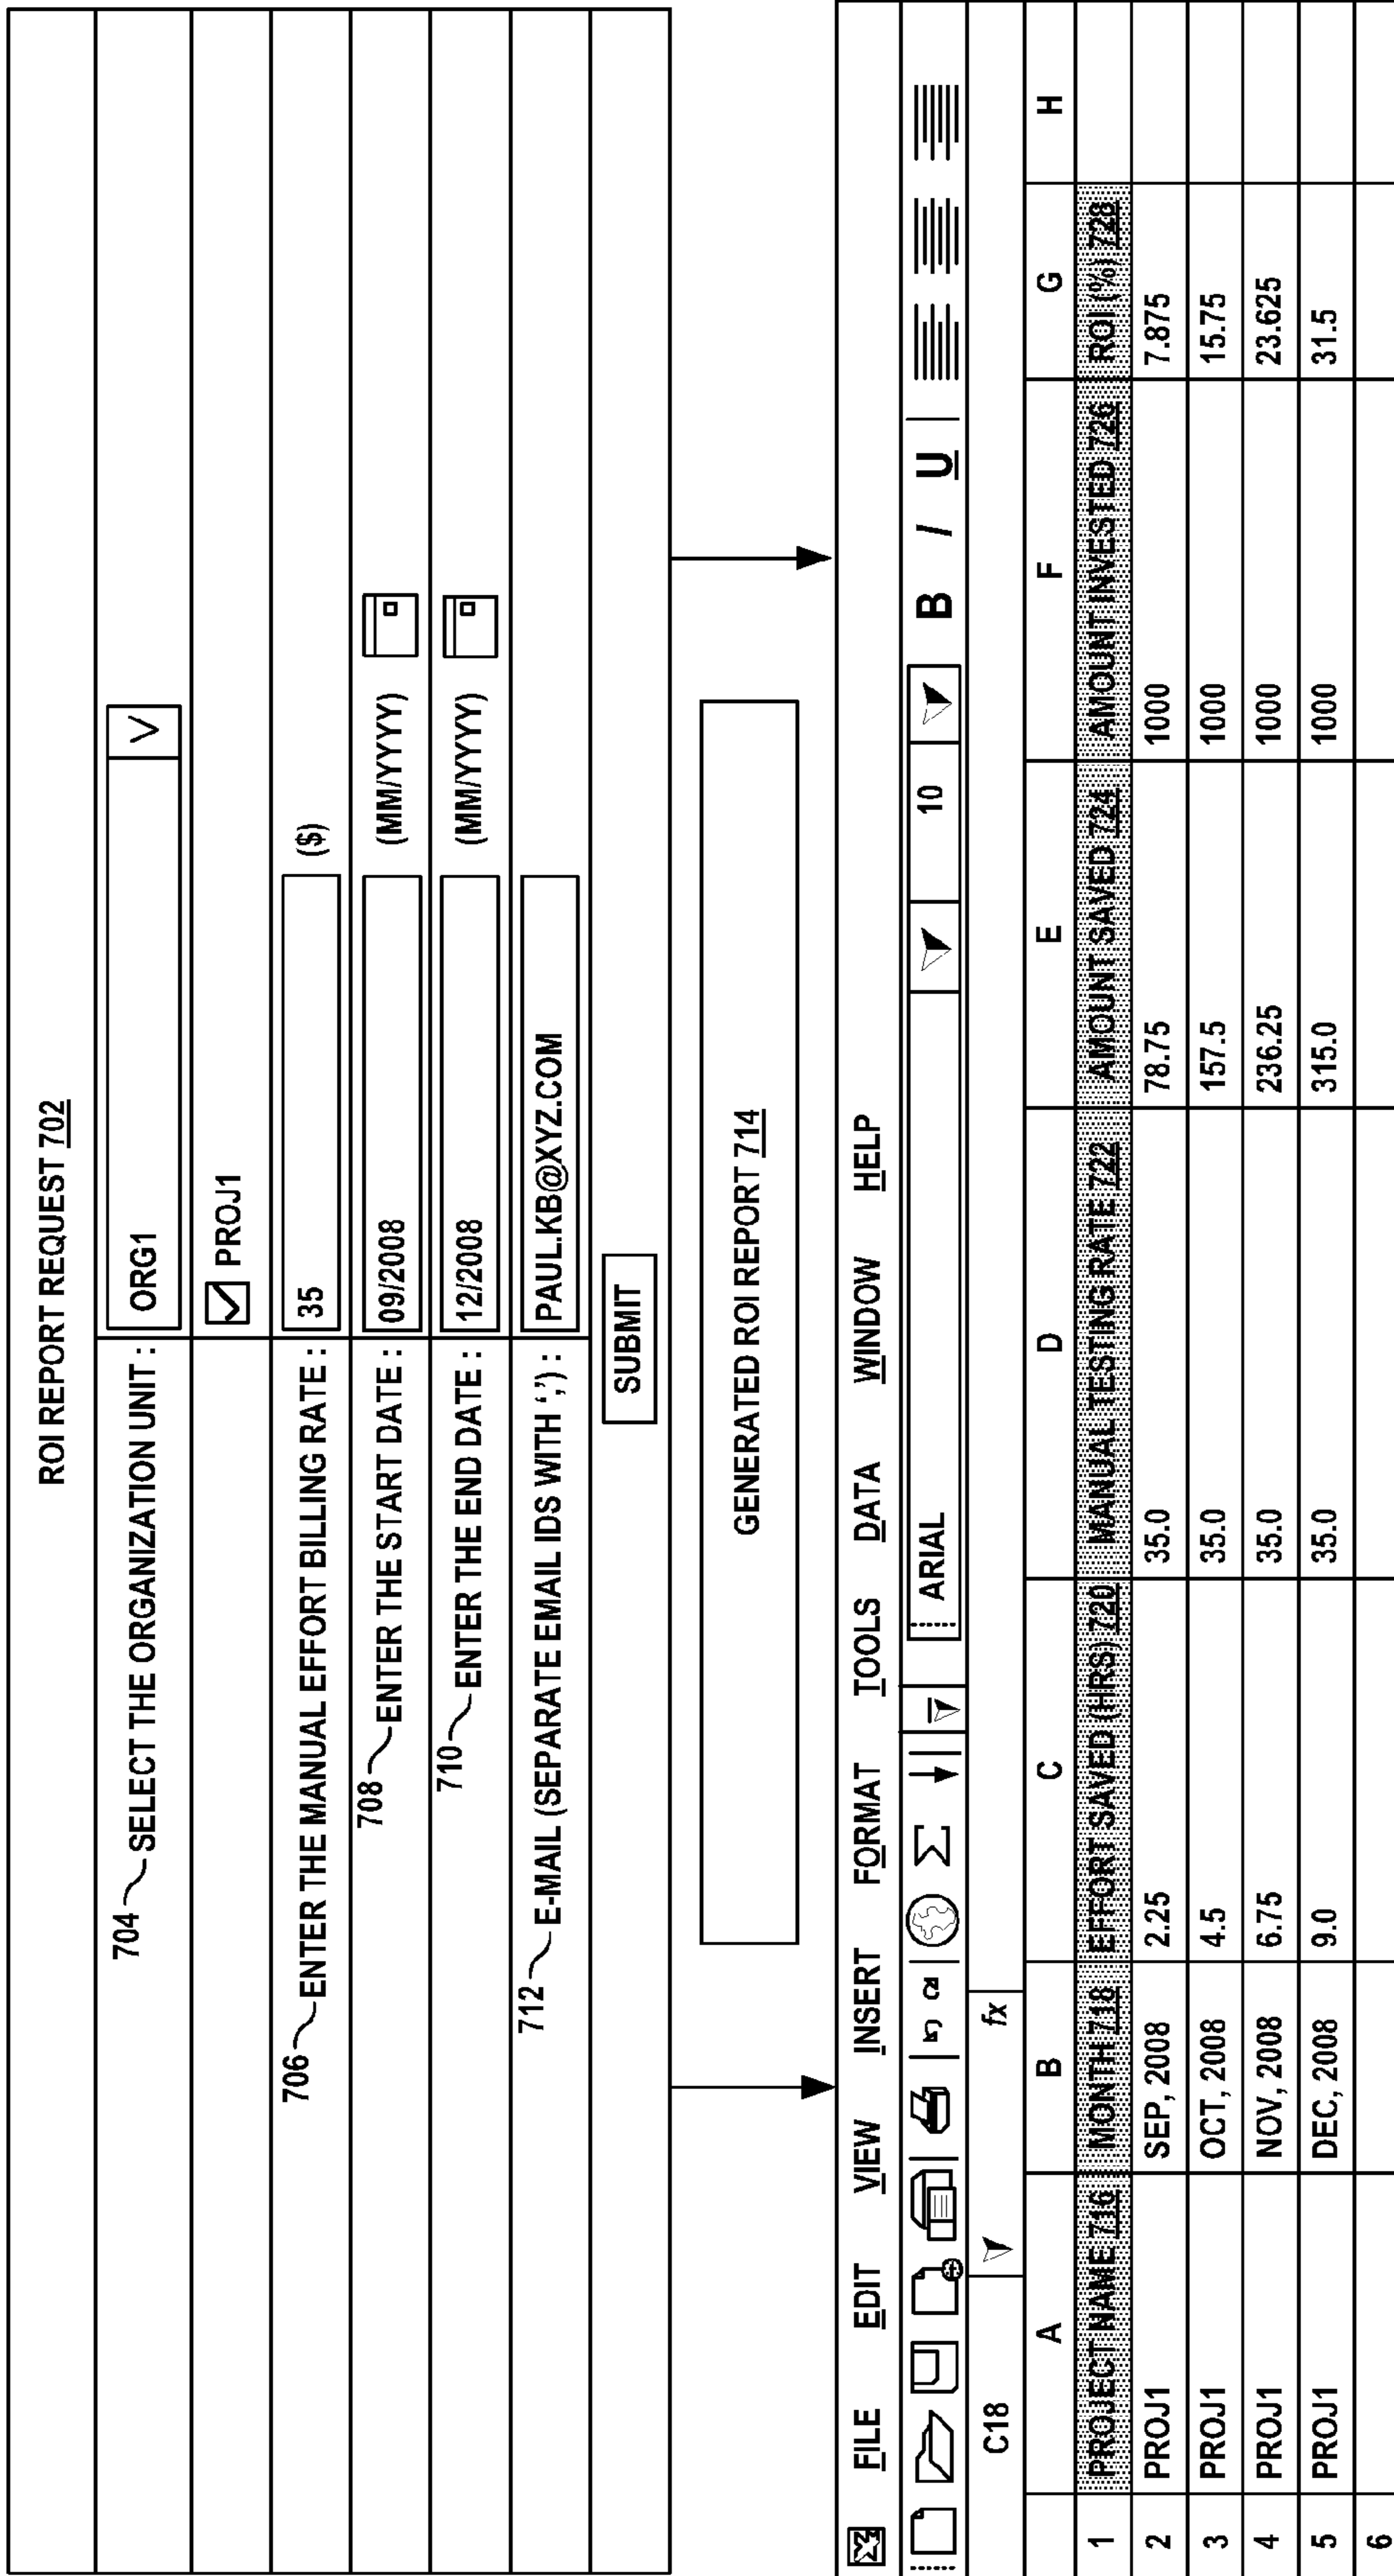 ROI REPORT REQUEST 702
704 SELECT THE ORGANIZATION UNIT : ORG1 V
PROJ1
706 ENTER THE MANUAL EFFORT BILLING RATE : 35 ($)
708 ENTER THE START DATE : 09/2008 (MM/YYYY)
710 ENTER THE END DATE : 12/2008 (MM/YYYY)
712 E-MAIL (SEPARATE EMAIL IDS WITH ‘,’) : PAUL.KB@XYZ.COM
SUBMIT
GENERATED ROI REPORT 714
FILE EDIT VIEW INSERT FORMAT TOOLS DATA WINDOW HELP
Σ ARIAL 10 B I U
C18 fx
A B C D E F G H
1 PROJECT NAME 716 MONTH 718 EFFORT SAVED (HRS) 720 MANUAL TESTING RATE 722 AMOUNT SAVED 724 AMOUNT INVESTED 726 ROI (%) 728
2 PROJ1 SEP, 2008 2.25 35.0 78.75 1000 7.875
3 PROJ1 OCT, 2008 4.5 35.0 157.5 1000 15.75
4 PROJ1 NOV, 2008 6.75 35.0 236.25 1000 23.625
5 PROJ1 DEC, 2008 9.0 35.0 315.0 1000 31.5
6